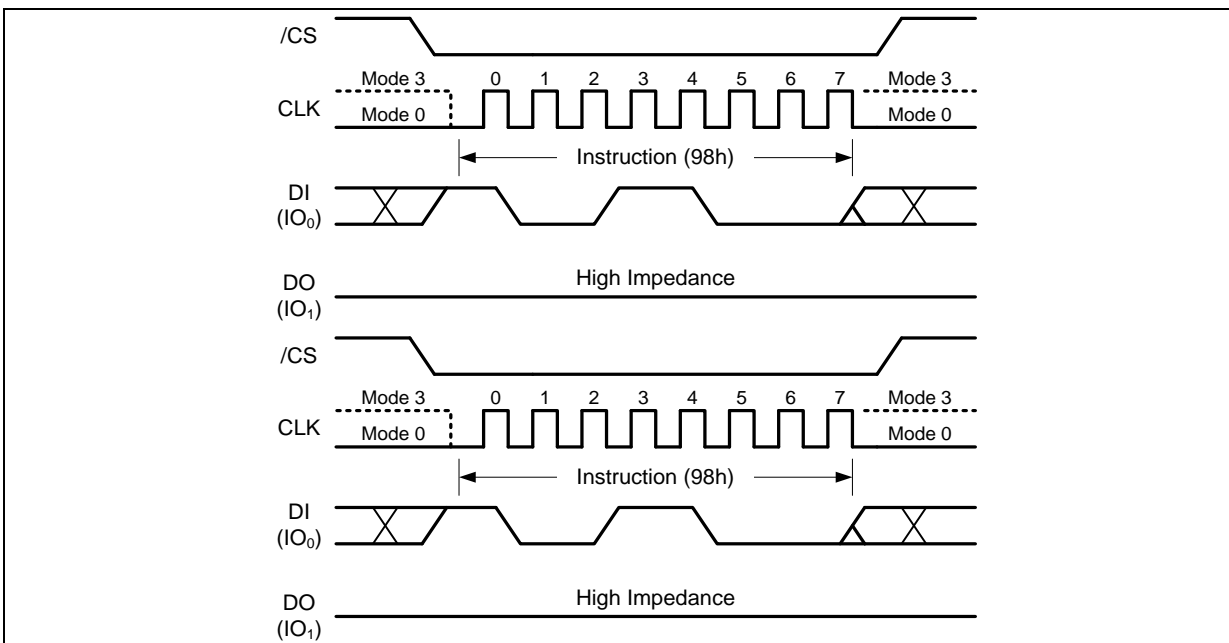 /CS
Mode 3 0 1 2 3 4 5 6 7 Mode 3
CLK
Mode 0 Mode 0
Instruction (98h)
DI
(IO₀)
High Impedance
DO
(IO₁)
/CS
Mode 3 0 1 2 3 4 5 6 7 Mode 3
CLK
Mode 0 Mode 0
Instruction (98h)
DI
(IO₀)
High Impedance
DO
(IO₁)